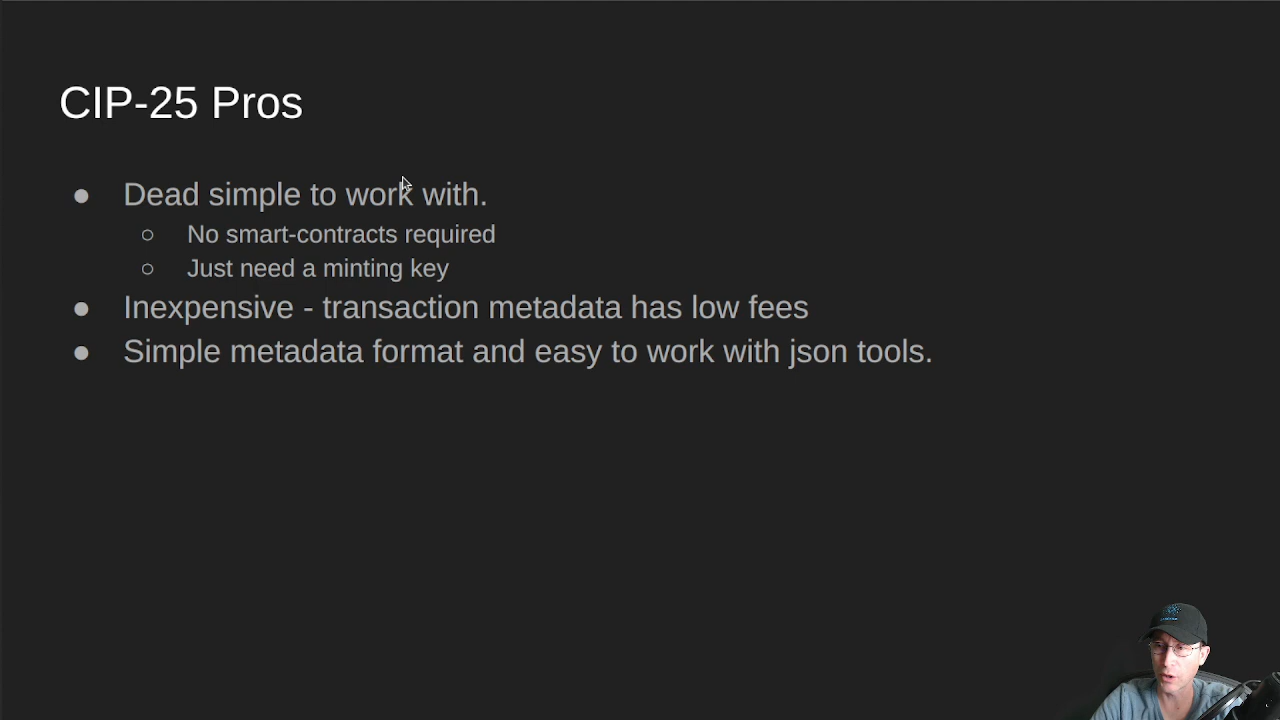 CIP-25 Pros
● Dead simple to work with.
○ No smart-contracts required
○ Just need a minting key
● Inexpensive - transaction metadata has low fees
● Simple metadata format and easy to work with json tools.